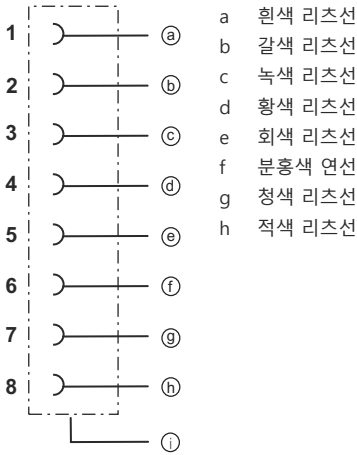 1 ⓐ
2 ⓑ
3 ⓒ
4 ⓓ
5 ⓔ
6 ⓕ
7 ⓖ
8 ⓗ
ⓘ
a 흰색 리츠선
b 갈색 리츠선
c 녹색 리츠선
d 황색 리츠선
e 회색 리츠선
f 분홍색 연선
g 청색 리츠선
h 적색 리츠선